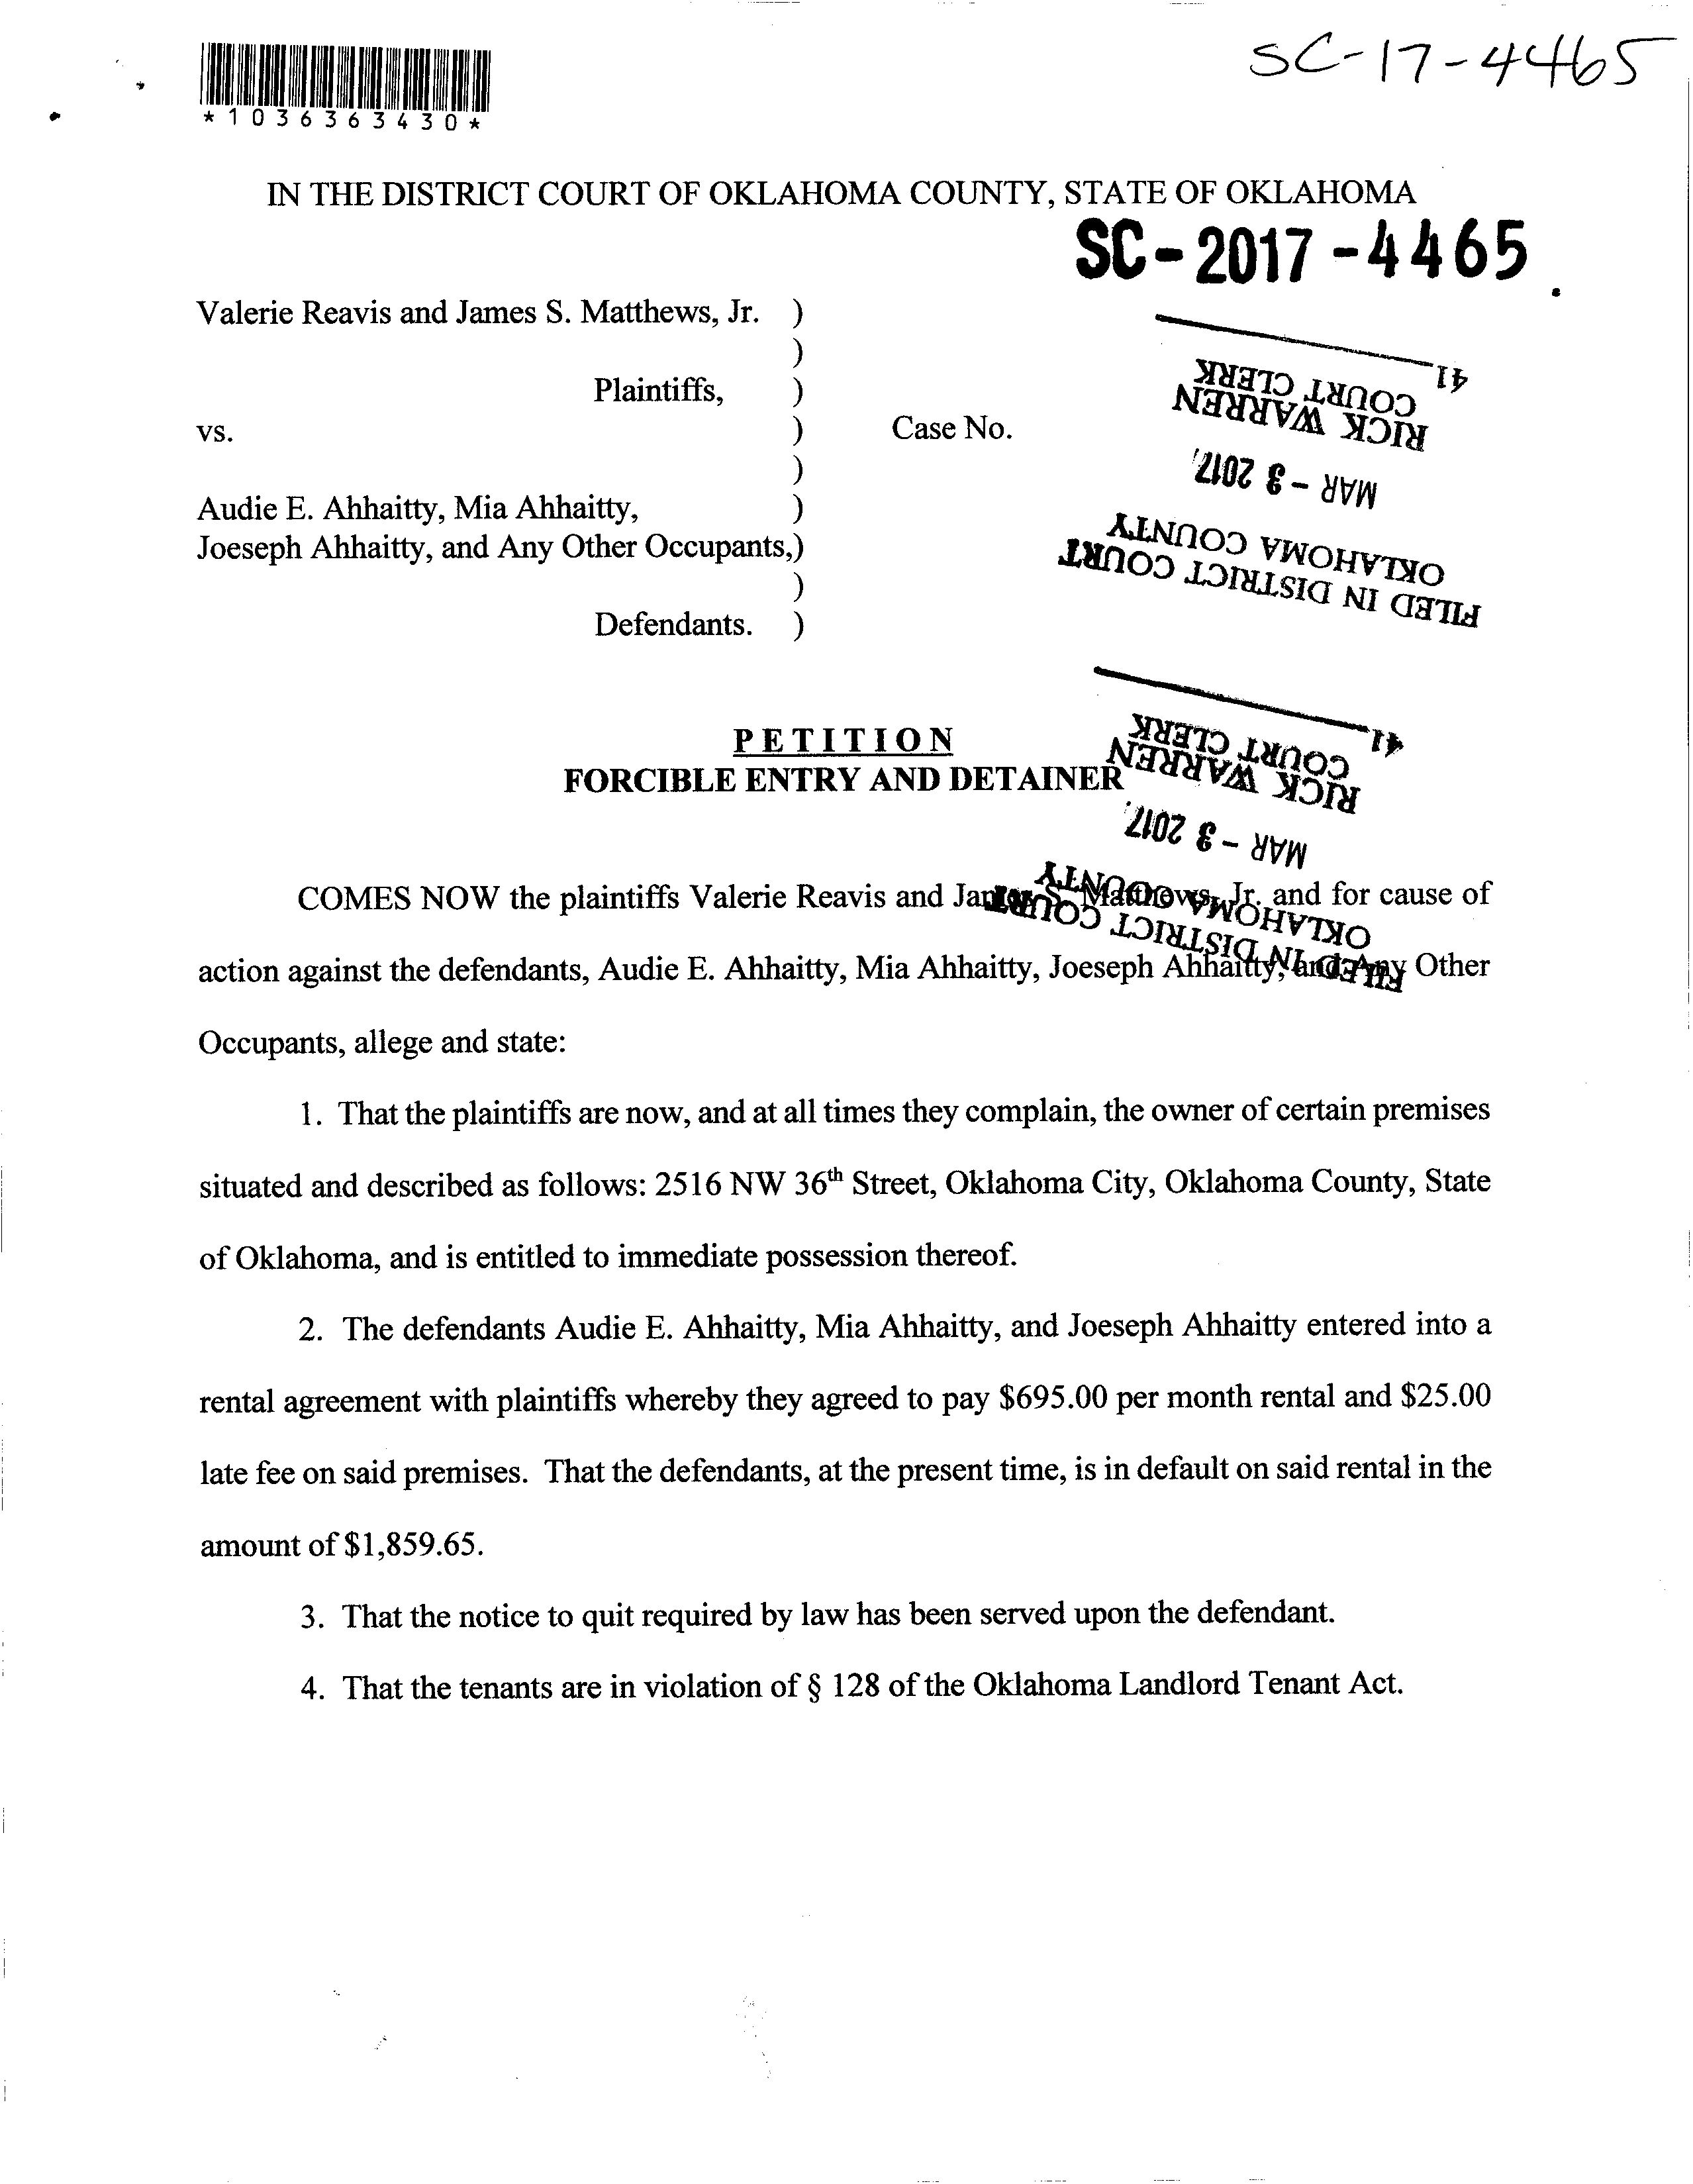 SC-17-4465
*1036363430*
IN THE DISTRICT COURT OF OKLAHOMA COUNTY, STATE OF OKLAHOMA
SC-2017-4465
Valerie Reavis and James S. Matthews, Jr. )
)
Plaintiffs, )
vs. ) Case No.
)
Audie E. Ahhaitty, Mia Ahhaitty, )
Joeseph Ahhaitty, and Any Other Occupants,)
)
Defendants. )
FILED IN DISTRICT COURT
OKLAHOMA COUNTY
MAR - 3 2017
RICK WARREN
COURT CLERK
41
PETITION
FORCIBLE ENTRY AND DETAINER
FILED IN DISTRICT COURT
OKLAHOMA COUNTY
MAR - 3 2017
RICK WARREN
COURT CLERK
41
COMES NOW the plaintiffs Valerie Reavis and James S. Matthews, Jr. and for cause of
action against the defendants, Audie E. Ahhaitty, Mia Ahhaitty, Joeseph Ahhaitty, and Any Other
Occupants, allege and state:
1. That the plaintiffs are now, and at all times they complain, the owner of certain premises
situated and described as follows: 2516 NW 36th Street, Oklahoma City, Oklahoma County, State
of Oklahoma, and is entitled to immediate possession thereof.
2. The defendants Audie E. Ahhaitty, Mia Ahhaitty, and Joeseph Ahhaitty entered into a
rental agreement with plaintiffs whereby they agreed to pay $695.00 per month rental and $25.00
late fee on said premises. That the defendants, at the present time, is in default on said rental in the
amount of $1,859.65.
3. That the notice to quit required by law has been served upon the defendant.
4. That the tenants are in violation of § 128 of the Oklahoma Landlord Tenant Act.